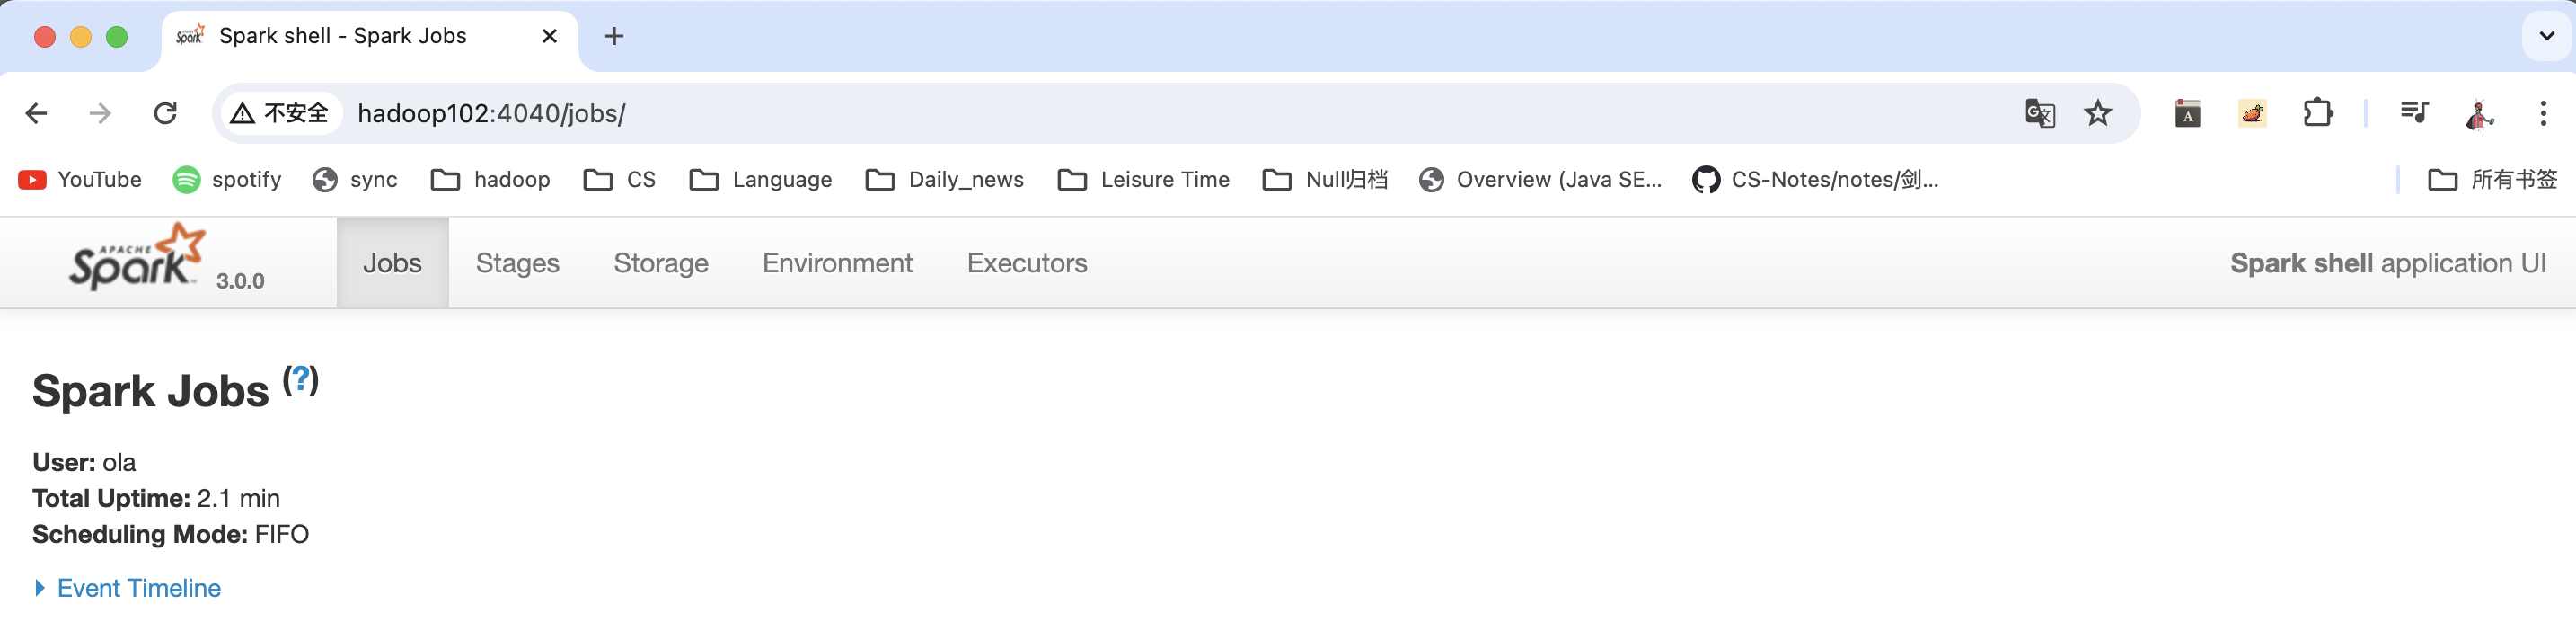 Spark shell - Spark Jobs
不安全 hadoop102:4040/jobs/
YouTube spotify sync hadoop CS Language Daily_news Leisure Time Null归档 Overview (Java SE... CS-Notes/notes/剑... 所有书签
APACHE Spark 3.0.0 Jobs Stages Storage Environment Executors Spark shell application UI
Spark Jobs (?)
User: ola
Total Uptime: 2.1 min
Scheduling Mode: FIFO
Event Timeline